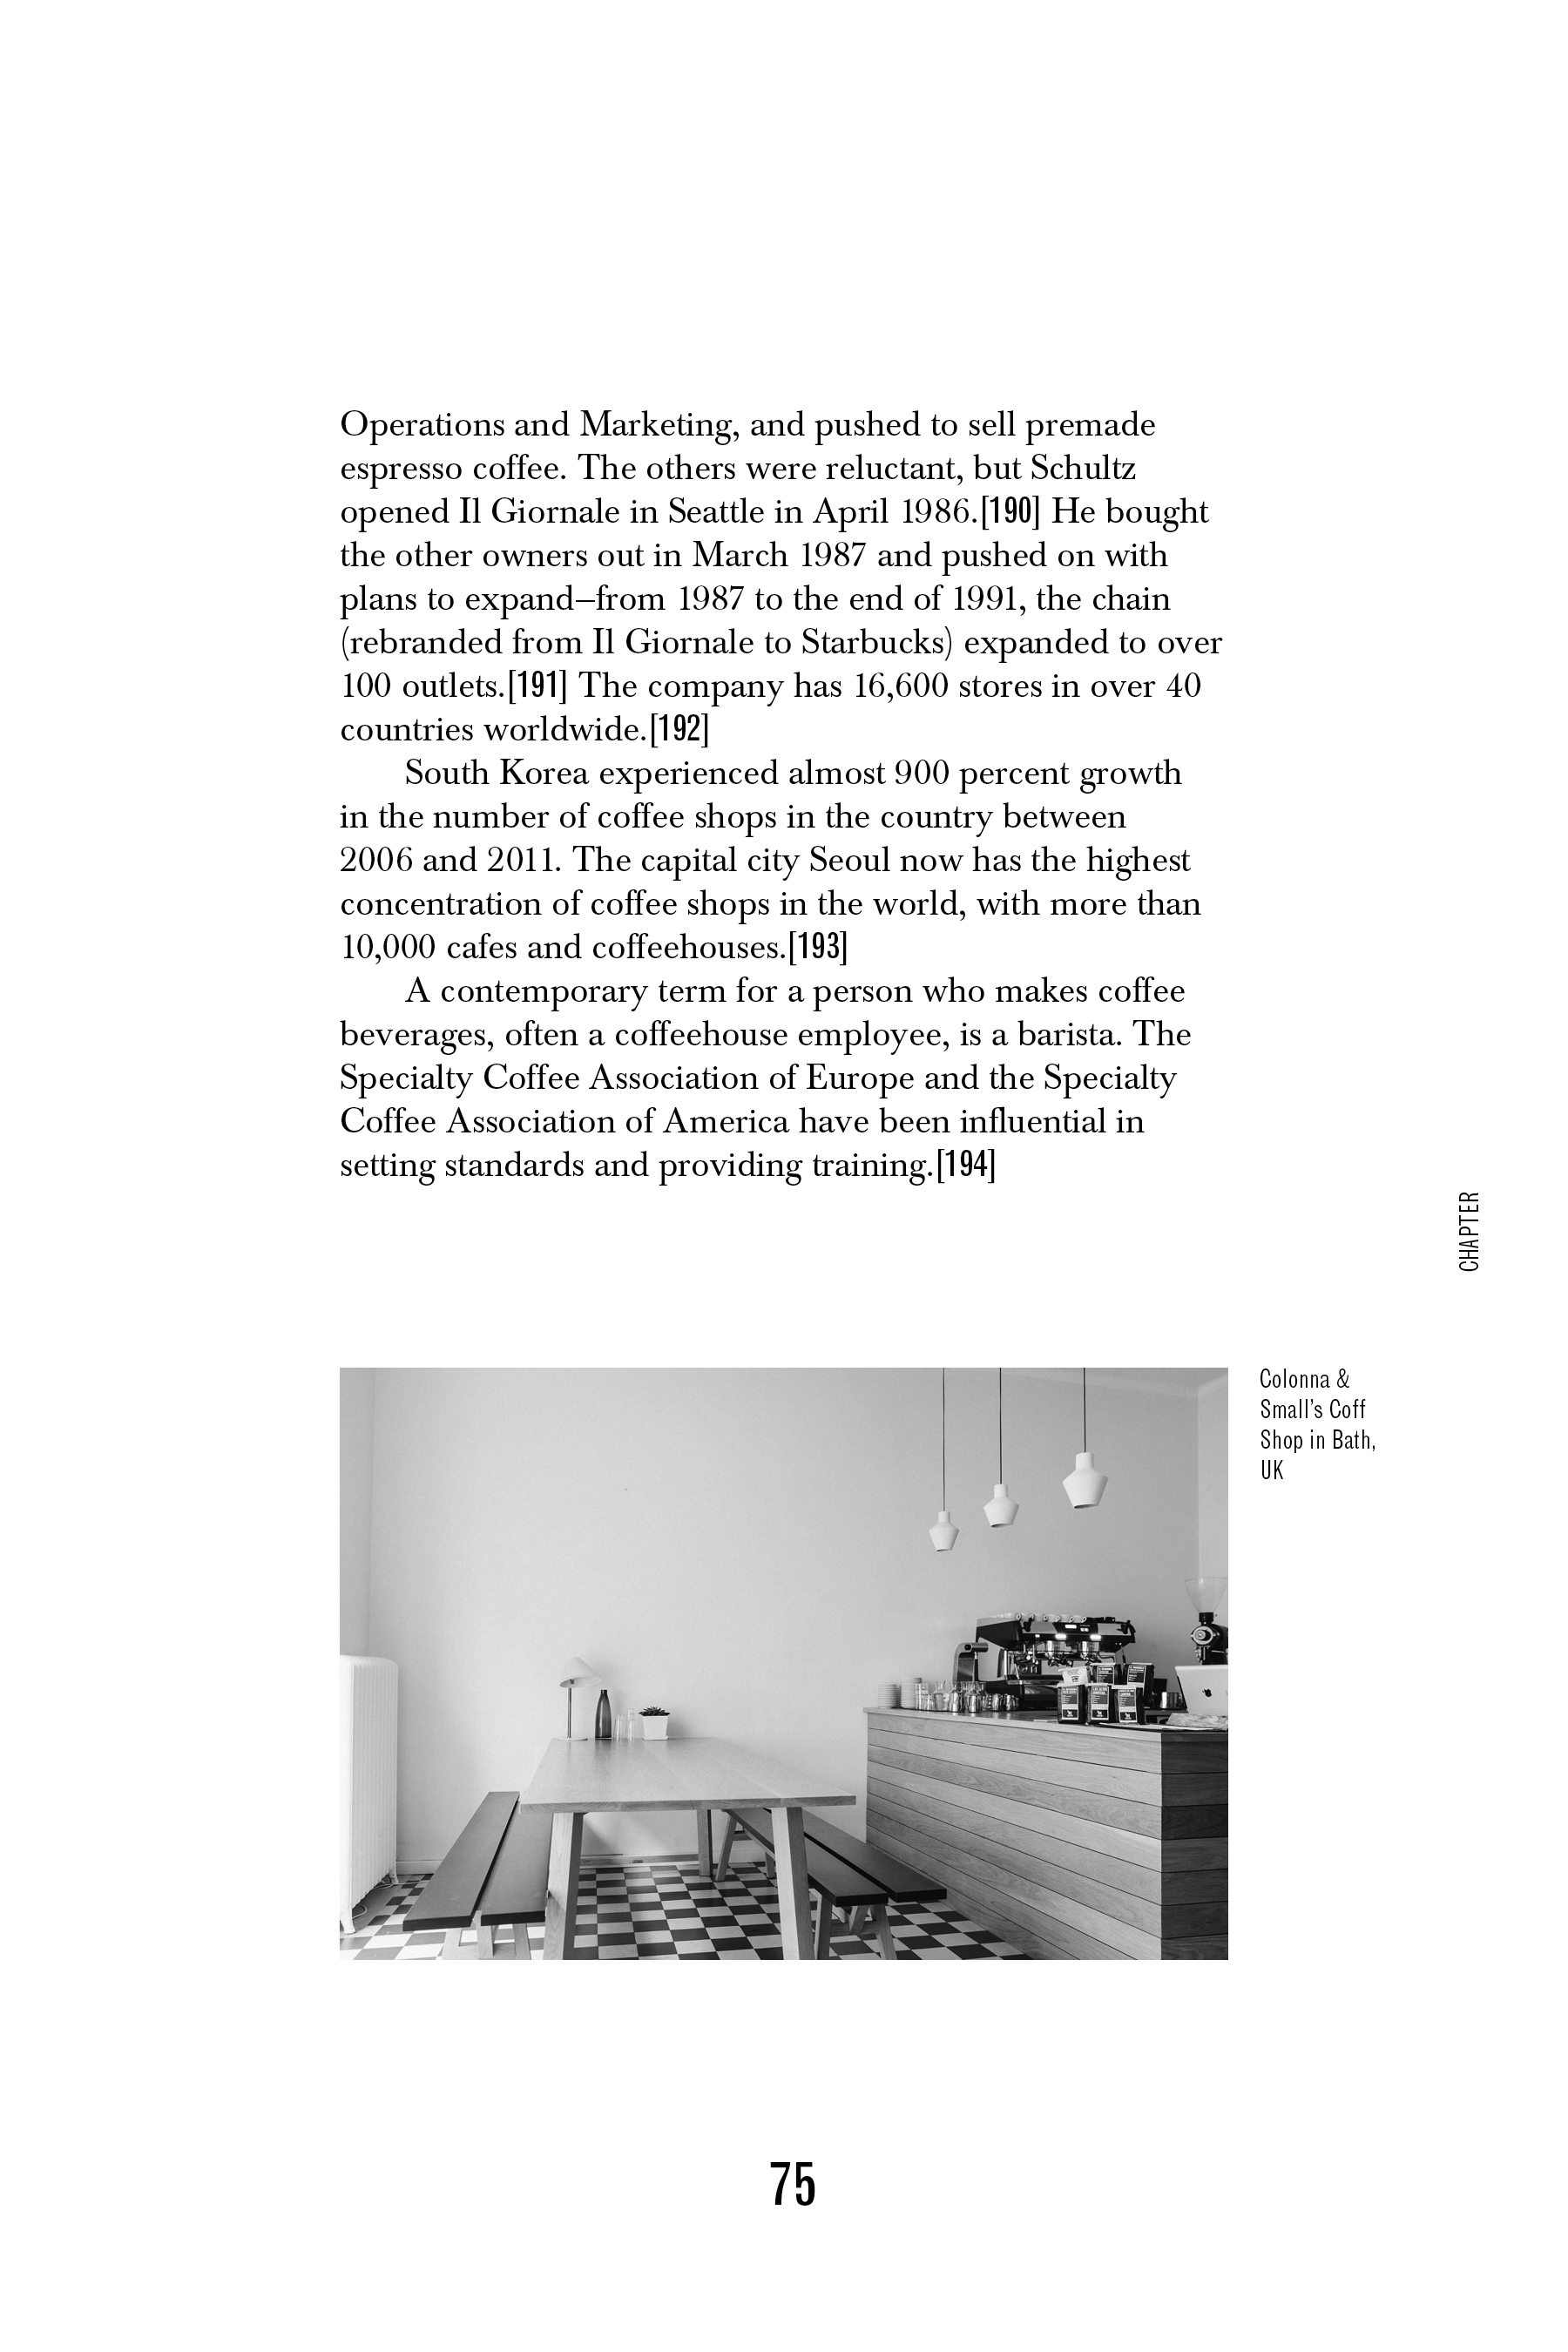 Operations and Marketing, and pushed to sell premade
espresso coffee. The others were reluctant, but Schultz
opened Il Giornale in Seattle in April 1986.[190] He bought
the other owners out in March 1987 and pushed on with
plans to expand–from 1987 to the end of 1991, the chain
(rebranded from Il Giornale to Starbucks) expanded to over
100 outlets.[191] The company has 16,600 stores in over 40
countries worldwide.[192]
South Korea experienced almost 900 percent growth
in the number of coffee shops in the country between
2006 and 2011. The capital city Seoul now has the highest
concentration of coffee shops in the world, with more than
10,000 cafes and coffeehouses.[193]
A contemporary term for a person who makes coffee
beverages, often a coffeehouse employee, is a barista. The
Specialty Coffee Association of Europe and the Specialty
Coffee Association of America have been influential in
setting standards and providing training.[194]
CHAPTER
Colonna &
Small’s Coff
Shop in Bath,
UK
75